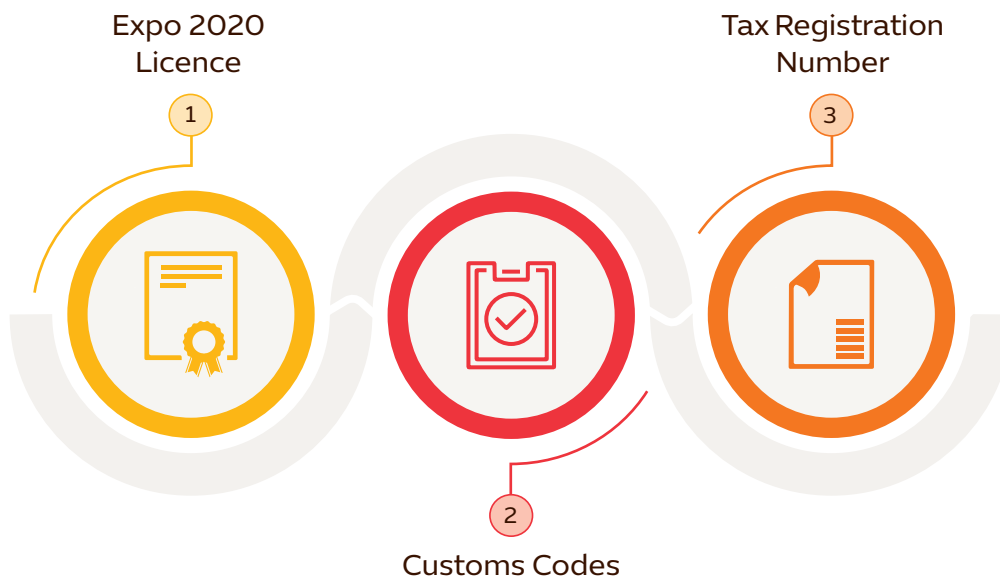 Expo 2020
Licence
1
2
Customs Codes
Tax Registration
Number
3